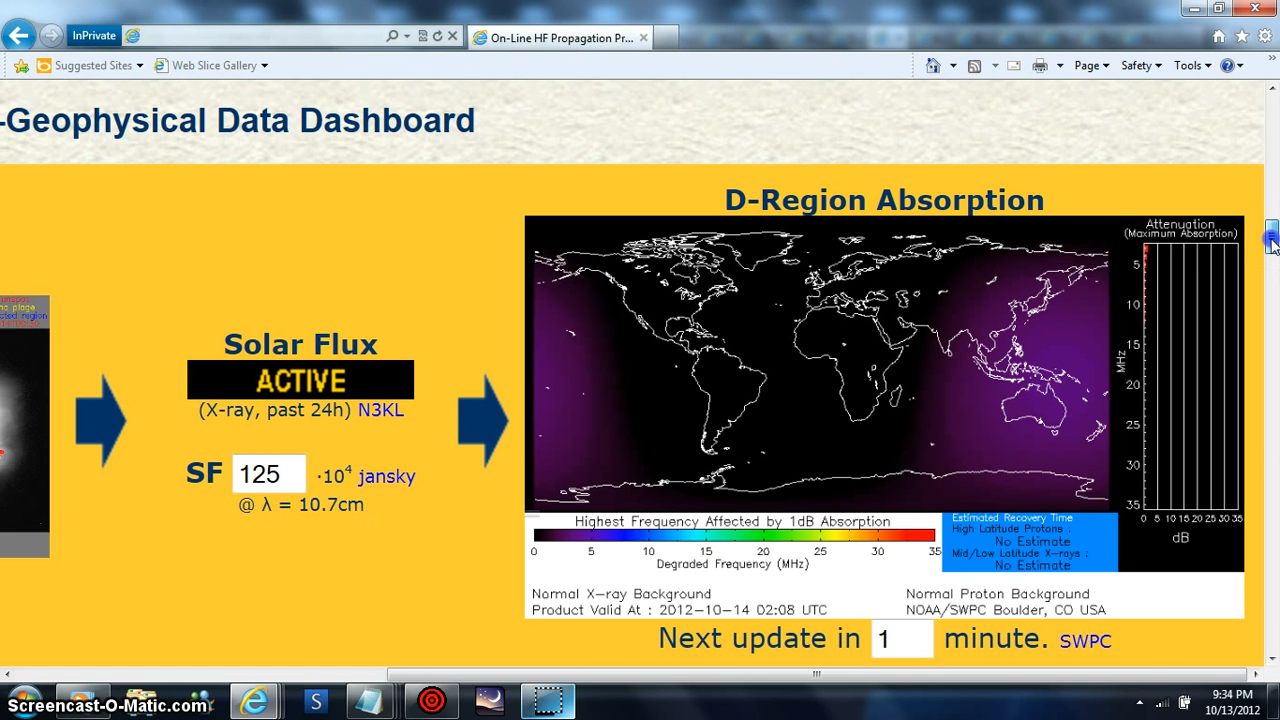 InPrivate
On-Line HF Propagation Pr...
Suggested Sites
Web Slice Gallery
Page
Safety
Tools
-Geophysical Data Dashboard
D-Region Absorption
Attenuation
(Maximum Absorption)
5
10
15
MHz
20
25
30
35
0 5 10 15 20 25 30 35
dB
Solar Flux
ACTIVE
(X-ray, past 24h) N3KL
SF 125 ·10⁴ jansky
@ λ = 10.7cm
Highest Frequency Affected by 1dB Absorption
0 5 10 15 20 25 30 35
Degraded Frequency (MHz)
Estimated Recovery Time
High Latitude Protons :
No Estimate
Mid/Low Latitude X-rays :
No Estimate
Normal X-ray Background
Normal Proton Background
Product Valid At : 2012-10-14 02:08 UTC
NOAA/SWPC Boulder, CO USA
Next update in 1 minute. SWPC
Screencast-O-Matic.com
9:34 PM
10/13/2012